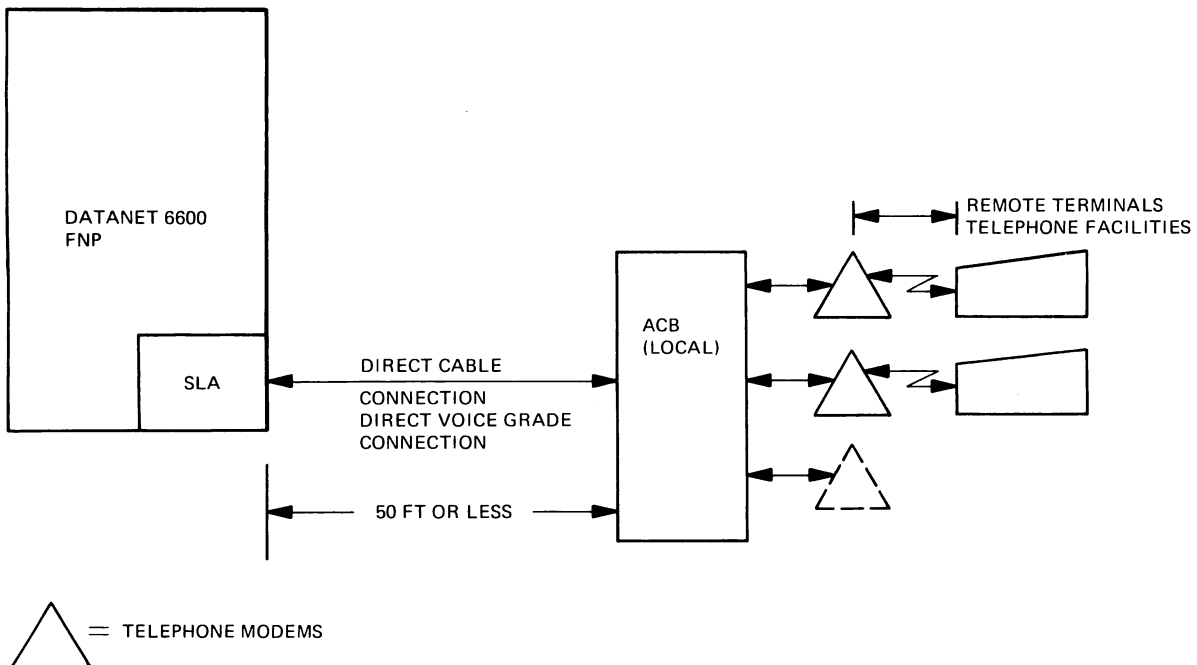 DATANET 6600
FNP
SLA
DIRECT CABLE
CONNECTION
DIRECT VOICE GRADE
CONNECTION
50 FT OR LESS
ACB
(LOCAL)
REMOTE TERMINALS
TELEPHONE FACILITIES
= TELEPHONE MODEMS